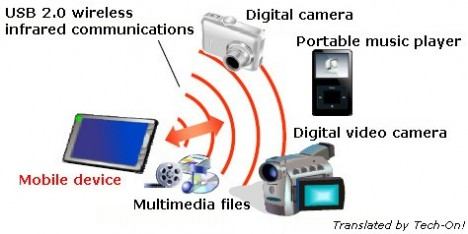 USB 2.0 wireless
infrared communications
Digital camera
Portable music player
Digital video camera
Mobile device
Multimedia files
Translated by Tech-On!